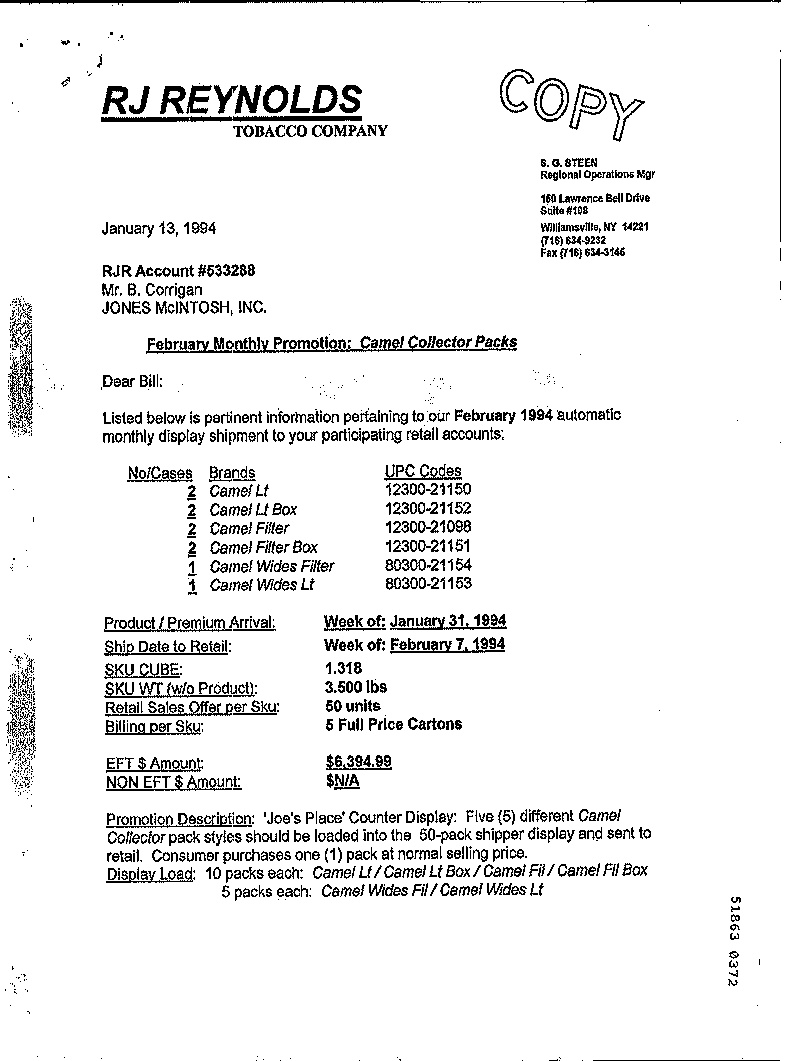 RJ REYNOLDS
TOBACCO COMPANY
COPY
S. G. STEEN
Regional Operations Mgr
160 Lawrence Bell Drive
Suite #108
Williamsville, NY 14221
(716) 634-9232
Fax (716) 634-3146
January 13, 1994
RJR Account #533288
Mr. B. Corrigan
JONES McINTOSH, INC.
February Monthly Promotion: Camel Collector Packs
Dear Bill:
Listed below is pertinent information pertaining to our February 1994 automatic
monthly display shipment to your participating retail accounts:
No/Cases Brands UPC Codes
2 Camel Lt 12300-21150
2 Camel Lt Box 12300-21152
2 Camel Filter 12300-21098
2 Camel Filter Box 12300-21151
1 Camel Wides Filter 80300-21154
1 Camel Wides Lt 80300-21153
Product / Premium Arrival: Week of: January 31, 1994
Ship Date to Retail: Week of: February 7, 1994
SKU CUBE: 1.318
SKU WT (w/o Product): 3.500 lbs
Retail Sales Offer per Sku: 50 units
Billing per Sku: 5 Full Price Cartons
EFT $ Amount: $6,394.99
NON EFT $ Amount: $N/A
Promotion Description: 'Joe's Place' Counter Display: Five (5) different Camel
Collector pack styles should be loaded into the 50-pack shipper display and sent to
retail. Consumer purchases one (1) pack at normal selling price.
Display Load: 10 packs each: Camel Lt / Camel Lt Box / Camel Fil / Camel Fil Box
5 packs each: Camel Wides Fil / Camel Wides Lt
51863 0372